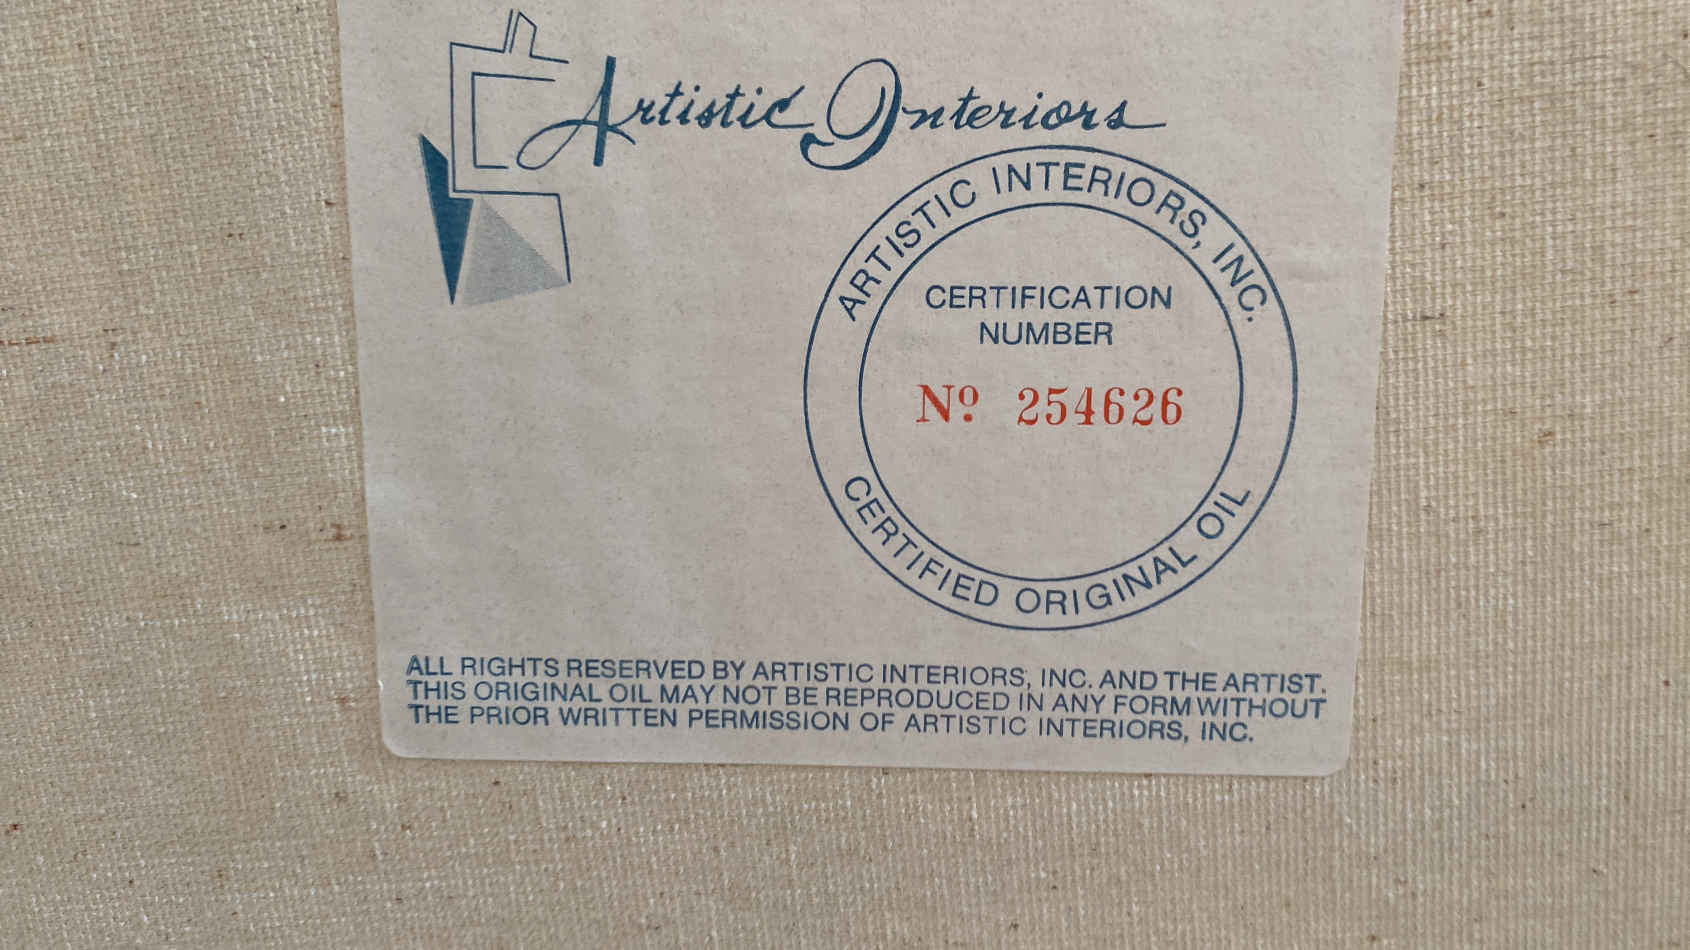 Artistic Interiors
ARTISTIC INTERIORS, INC.
CERTIFICATION
NUMBER
Nº 254626
CERTIFIED ORIGINAL OIL
ALL RIGHTS RESERVED BY ARTISTIC INTERIORS, INC. AND THE ARTIST.
THIS ORIGINAL OIL MAY NOT BE REPRODUCED IN ANY FORM WITHOUT
THE PRIOR WRITTEN PERMISSION OF ARTISTIC INTERIORS, INC.